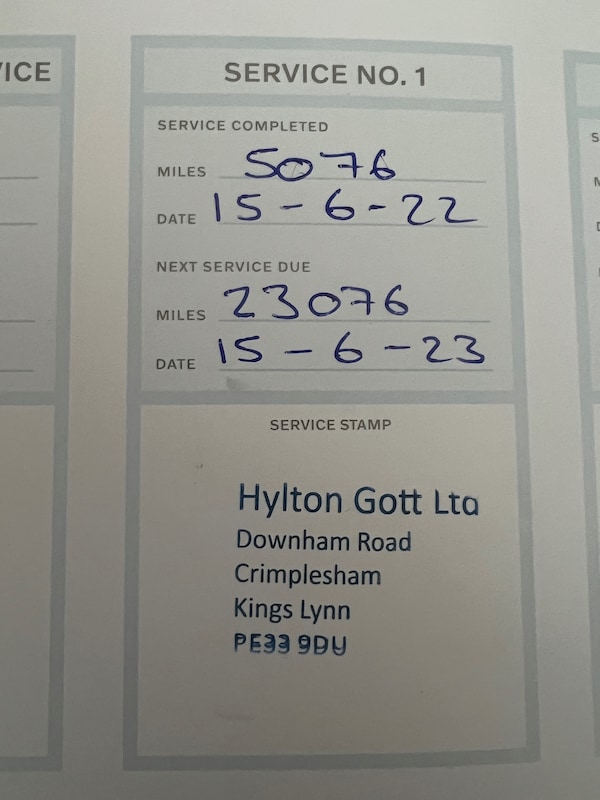 VICE
SERVICE NO. 1
SERVICE COMPLETED
MILES 5076
DATE 15-6-22
NEXT SERVICE DUE
MILES 23076
DATE 15-6-23
SERVICE STAMP
Hylton Gott Ltd
Downham Road
Crimplesham
Kings Lynn
PE33 9DU